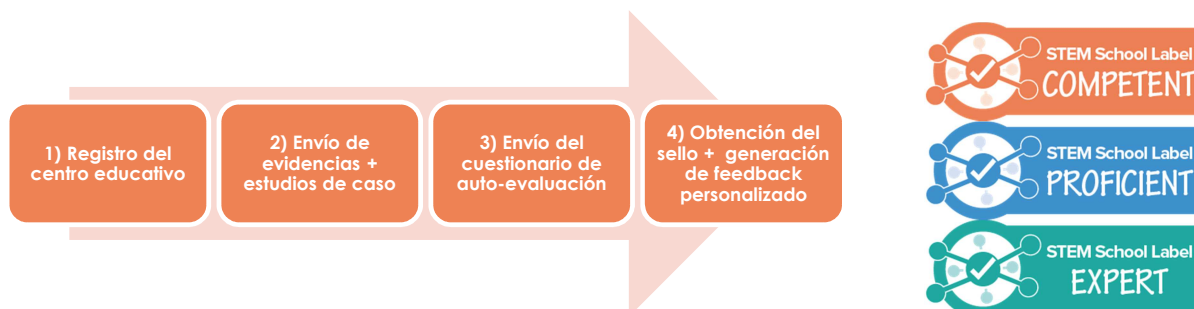 1) Registro del
centro educativo
2) Envío de
evidencias +
estudios de caso
3) Envío del
cuestionario de
auto-evaluación
4) Obtención del
sello + generación
de feedback
personalizado
STEM School Label
COMPETENT
STEM School Label
PROFICIENT
STEM School Label
EXPERT